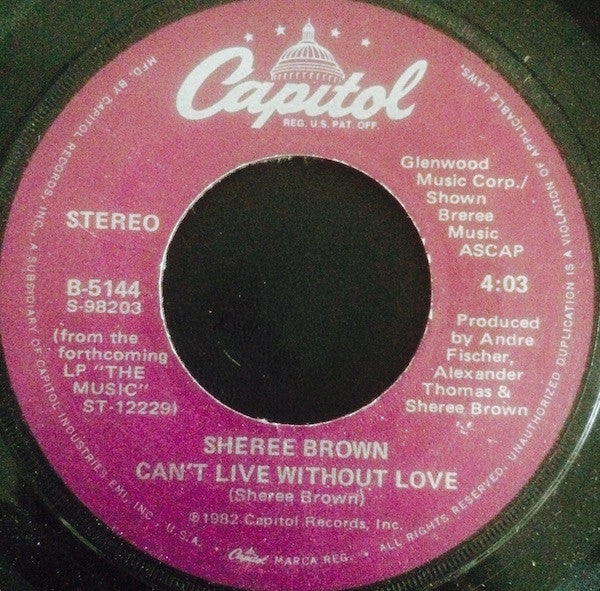 Capitol
REG. U.S. PAT. OFF.
STEREO
B-5144
S-98203
(from the
forthcoming
LP "THE
MUSIC"
ST-12229)
Glenwood
Music Corp./
Shown
Breree
Music
ASCAP
4:03
Produced
by Andre
Fischer,
Alexander
Thomas &
Sheree Brown
SHEREE BROWN
CAN'T LIVE WITHOUT LOVE
(Sheree Brown)
℗1982 Capitol Records, Inc.
MFD. BY CAPITOL RECORDS, INC., A SUBSIDIARY OF CAPITOL INDUSTRIES-EMI, INC. • U.S.A. • Capitol MARCA REG. • ALL RIGHTS RESERVED. UNAUTHORIZED DUPLICATION IS A VIOLATION OF APPLICABLE LAWS.